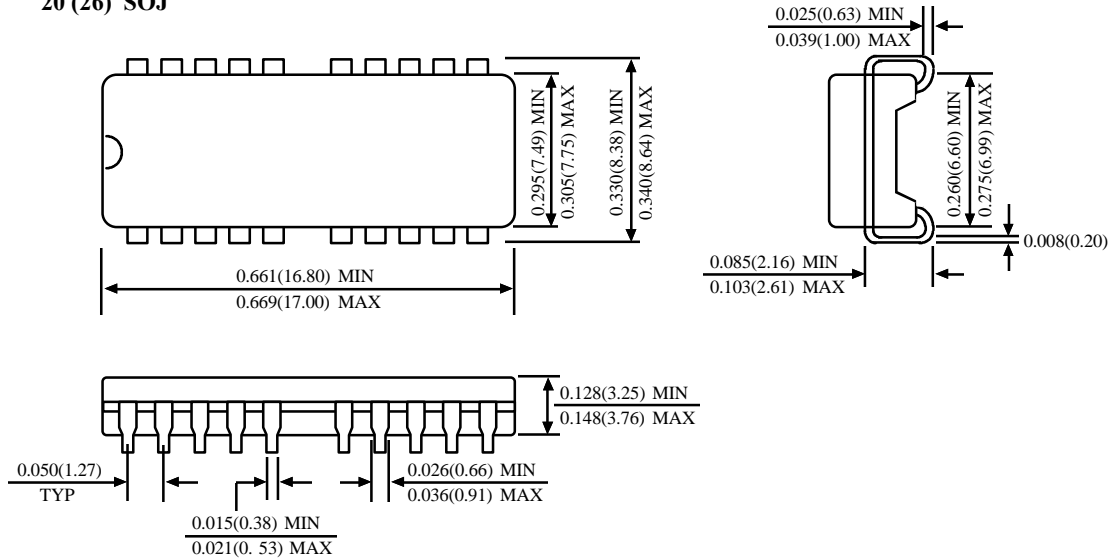 20 (26) SOJ
0.025(0.63) MIN
0.039(1.00) MAX
0.295(7.49) MIN
0.305(7.75) MAX
0.330(8.38) MIN
0.340(8.64) MAX
0.260(6.60) MIN
0.275(6.99) MAX
0.008(0.20)
0.661(16.80) MIN
0.669(17.00) MAX
0.085(2.16) MIN
0.103(2.61) MAX
0.128(3.25) MIN
0.148(3.76) MAX
0.050(1.27)
TYP
0.026(0.66) MIN
0.036(0.91) MAX
0.015(0.38) MIN
0.021(0. 53) MAX